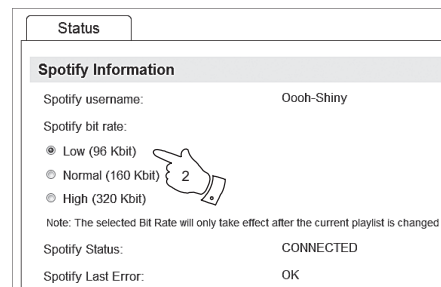 Status
Spotify Information
Spotify username: Oooh-Shiny
Spotify bit rate:
Low (96 Kbit)
Normal (160 Kbit)
2
High (320 Kbit)
Note: The selected Bit Rate will only take effect after the current playlist is changed
Spotify Status: CONNECTED
Spotify Last Error: OK